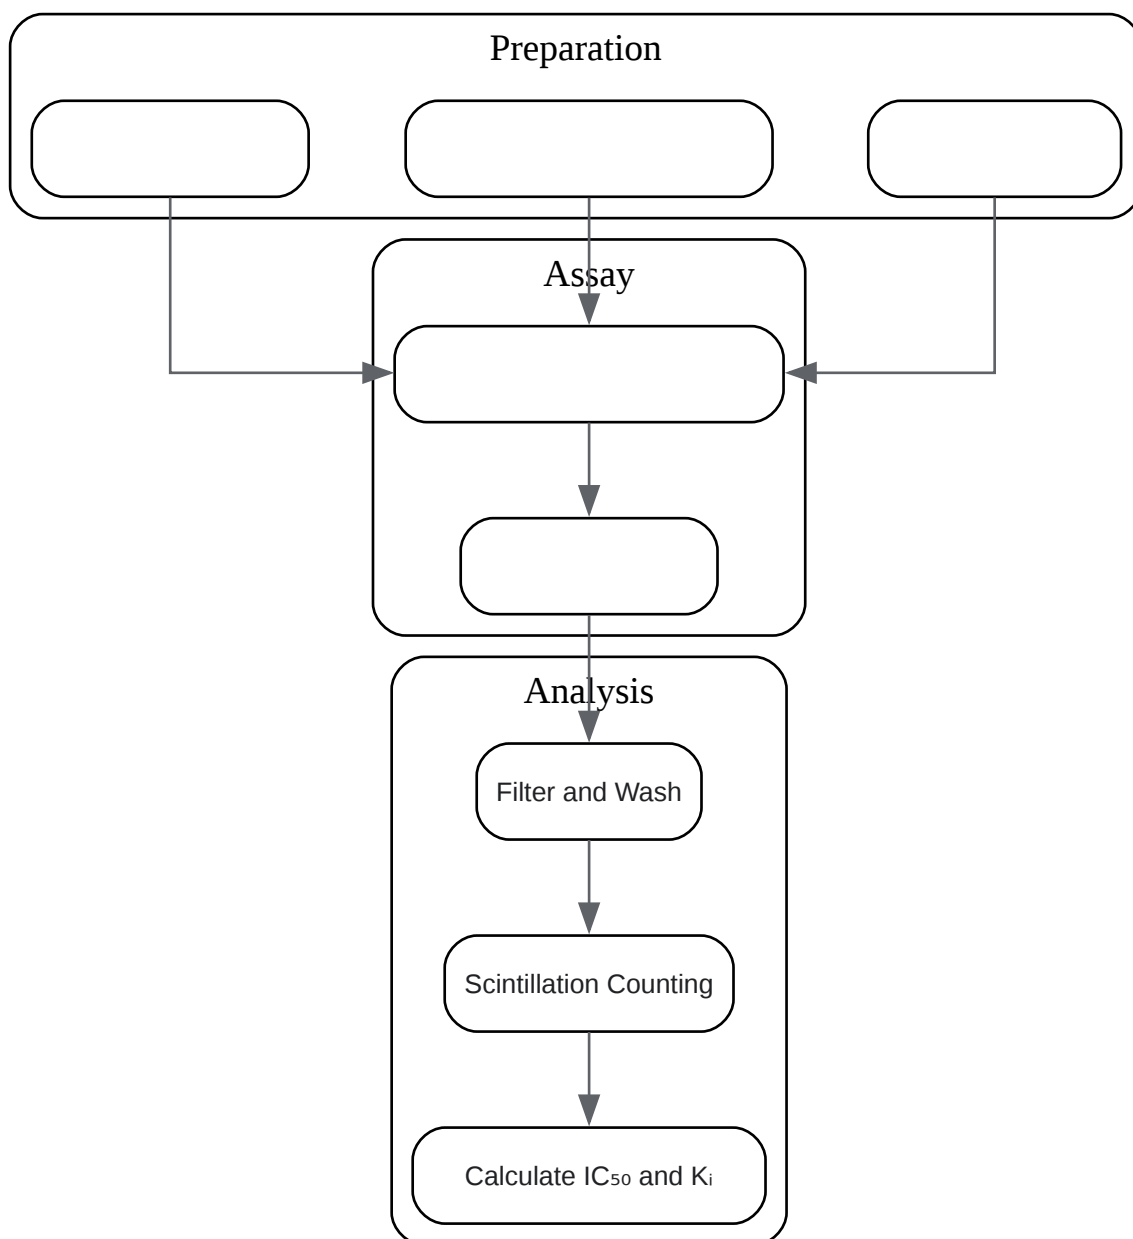 Preparation
Assay
Analysis
Filter and Wash
Scintillation Counting
Calculate IC₅₀ and Kᵢ